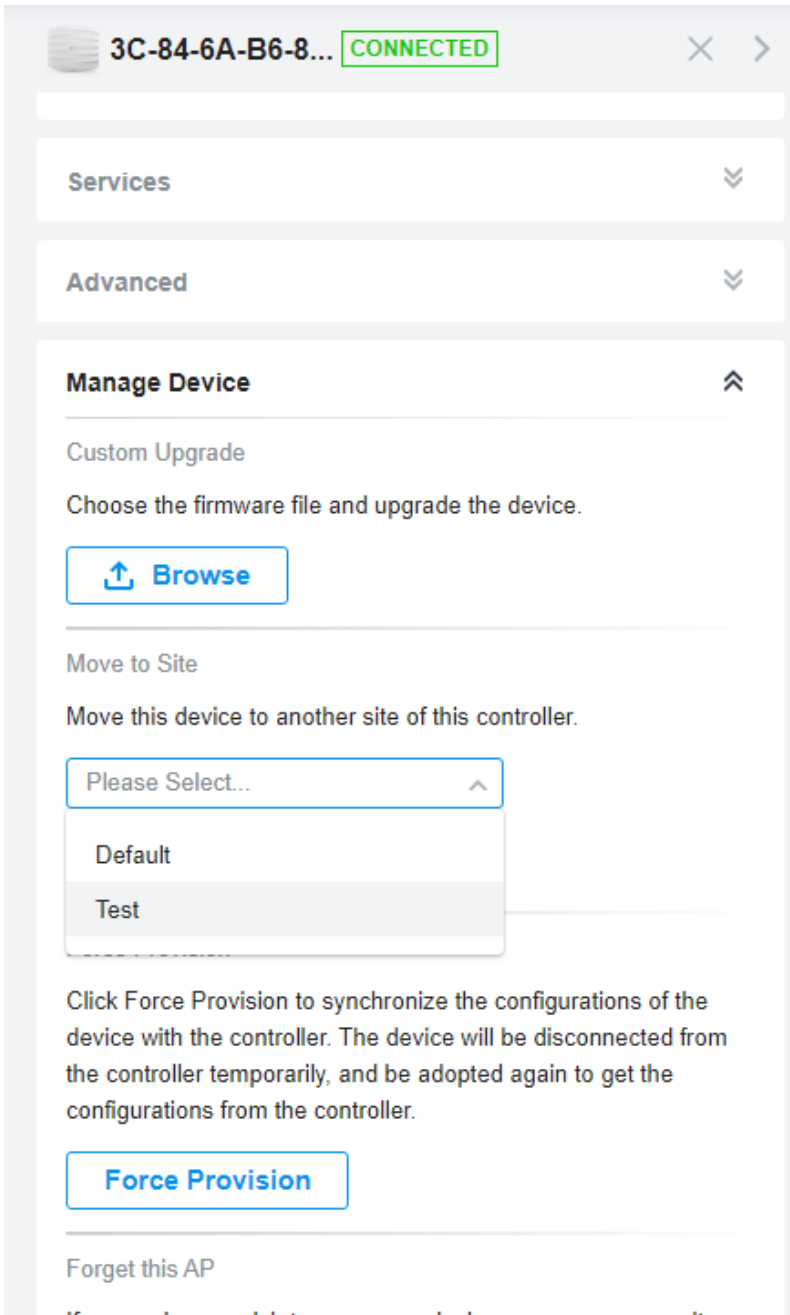 3C-84-6A-B6-8... CONNECTED
Services
Advanced
Manage Device
Custom Upgrade
Choose the firmware file and upgrade the device.
Browse
Move to Site
Move this device to another site of this controller.
Please Select...
Default
Test
Click Force Provision to synchronize the configurations of the
device with the controller. The device will be disconnected from
the controller temporarily, and be adopted again to get the
configurations from the controller.
Force Provision
Forget this AP